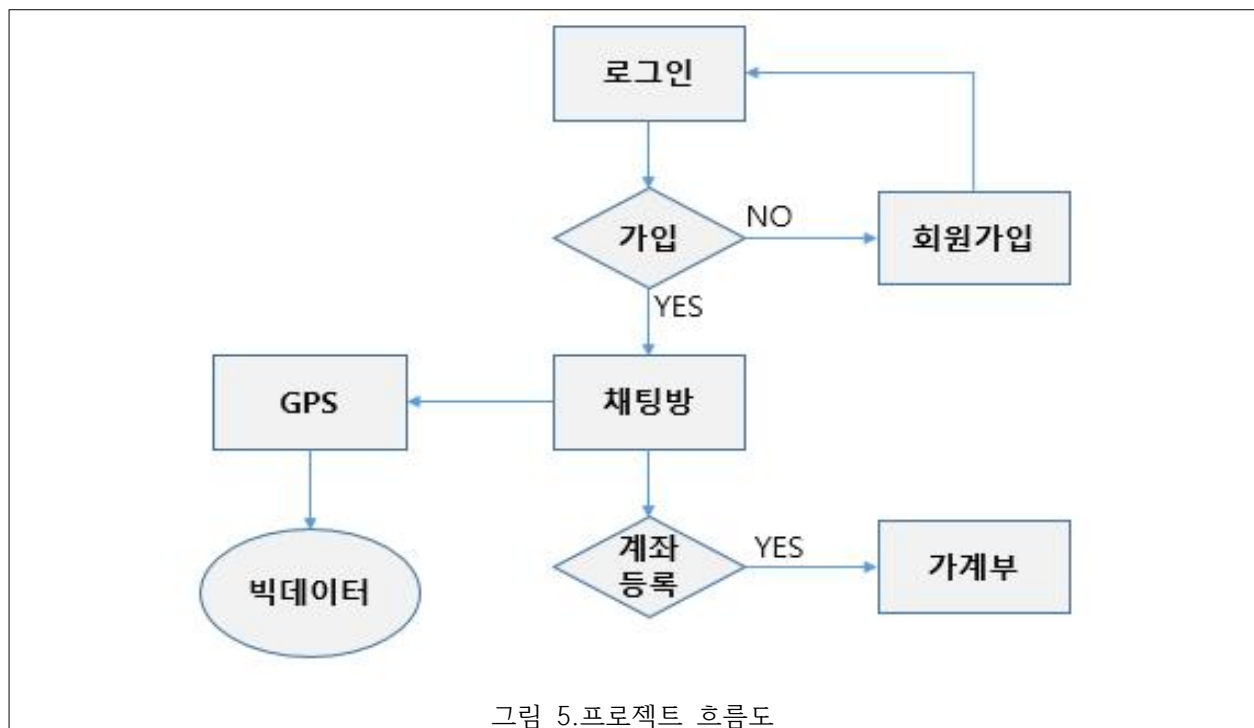 로그인
가입
NO
회원가입
YES
GPS
채팅방
빅데이터
계좌
등록
YES
가계부
그림 5.프로젝트 흐름도